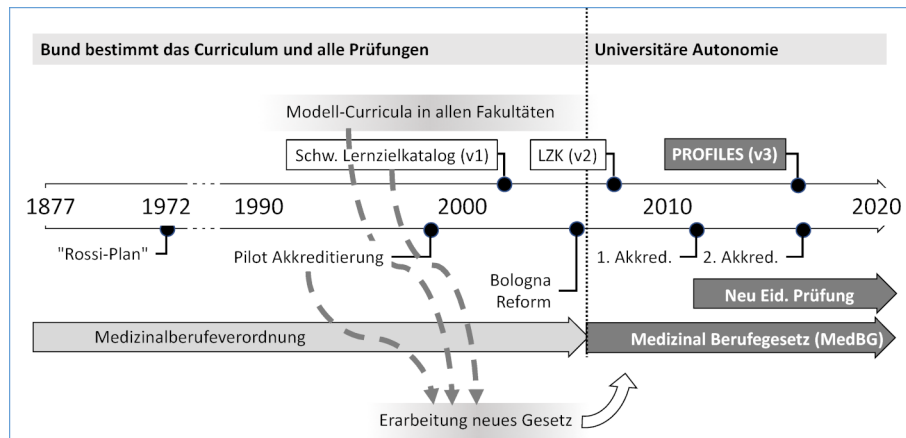 Bund bestimmt das Curriculum und alle Prüfungen
Universitäre Autonomie
Modell-Curricula in allen Fakultäten
Schw. Lernzielkatalog (v1)
LZK (v2)
PROFILES (v3)
1877 1972 1990 2000 2010 2020
"Rossi-Plan"
Pilot Akkreditierung
Bologna
Reform
1. Akkred.
2. Akkred.
Neu Eid. Prüfung
Medizinalberufeverordnung
Medizinal Berufegesetz (MedBG)
Erarbeitung neues Gesetz